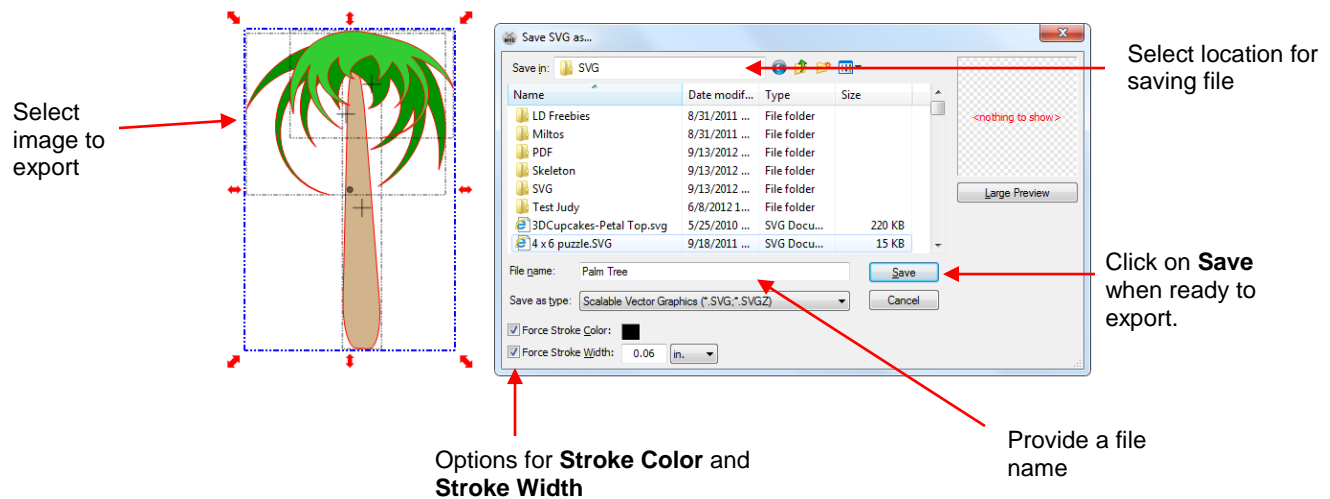 Select
image to
export
Save SVG as...
Save in: SVG
Name Date modif... Type Size
LD Freebies 8/31/2011 ... File folder
Miltos 8/31/2011 ... File folder
PDF 9/13/2012 ... File folder
Skeleton 9/13/2012 ... File folder
SVG 9/13/2012 ... File folder
Test Judy 6/8/2012 1... File folder
3DCupcakes-Petal Top.svg 5/25/2010 ... SVG Docu... 220 KB
4 x 6 puzzle.SVG 9/18/2011 ... SVG Docu... 15 KB
<nothing to show>
Large Preview
File name: Palm Tree Save
Save as type: Scalable Vector Graphics (*.SVG;*.SVGZ) Cancel
Force Stroke Color:
Force Stroke Width: 0.06 in.
Select location for
saving file
Click on Save
when ready to
export.
Provide a file
name
Options for Stroke Color and
Stroke Width